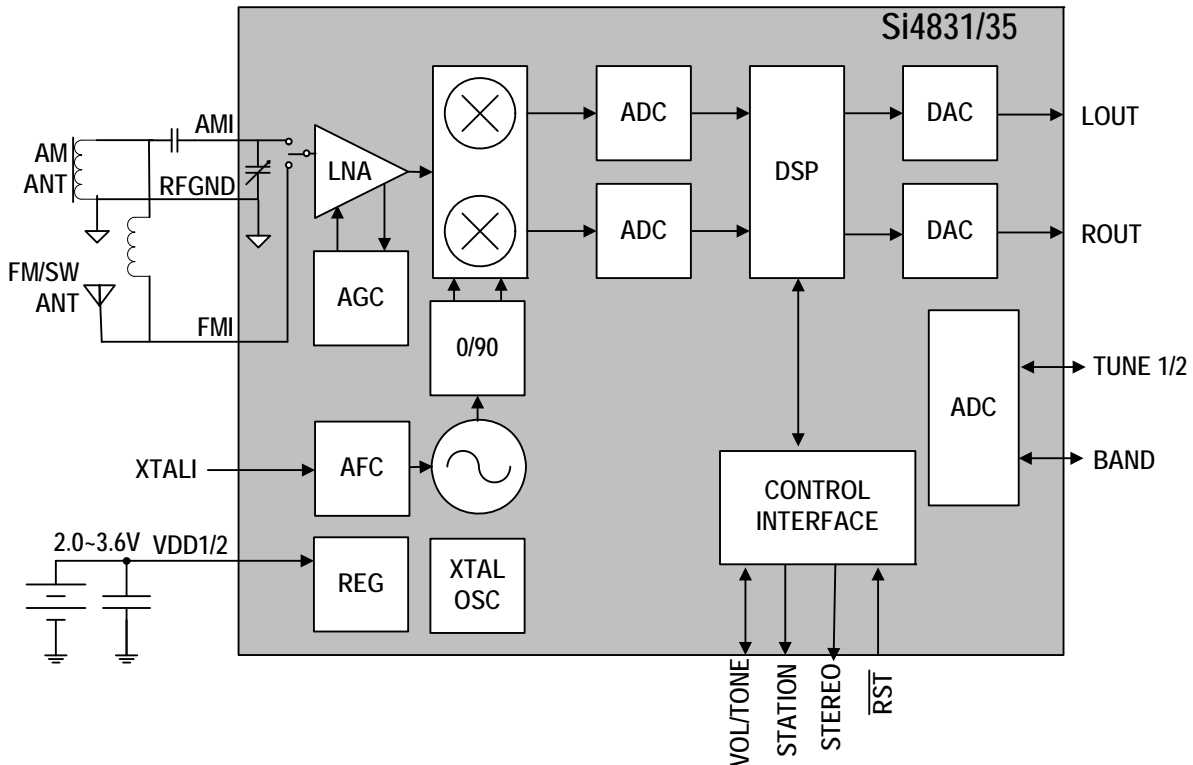 Si4831/35
AMI
AM
ANT
RFGND
FM/SW
ANT
FMI
LNA
AGC
0/90
ADC
ADC
DSP
DAC
DAC
LOUT
ROUT
ADC
TUNE 1/2
BAND
XTALI
AFC
CONTROL
INTERFACE
2.0~3.6V
VDD1/2
REG
XTAL
OSC
VOL/TONE
STATION
STEREO
RST